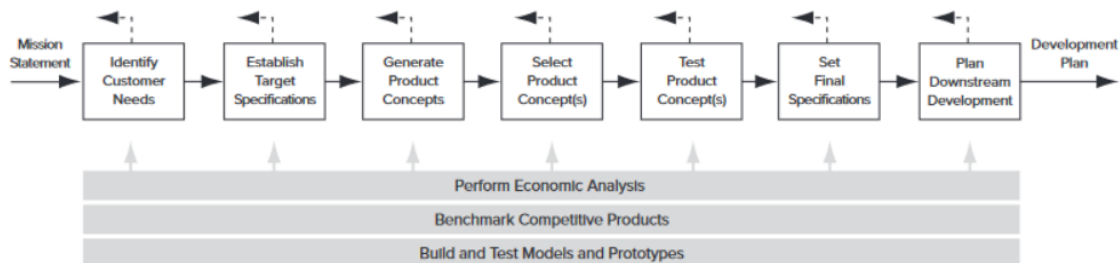 Mission
Statement
Identify
Customer
Needs
Establish
Target
Specifications
Generate
Product
Concepts
Select
Product
Concept(s)
Test
Product
Concept(s)
Set
Final
Specifications
Plan
Downstream
Development
Development
Plan
Perform Economic Analysis
Benchmark Competitive Products
Build and Test Models and Prototypes